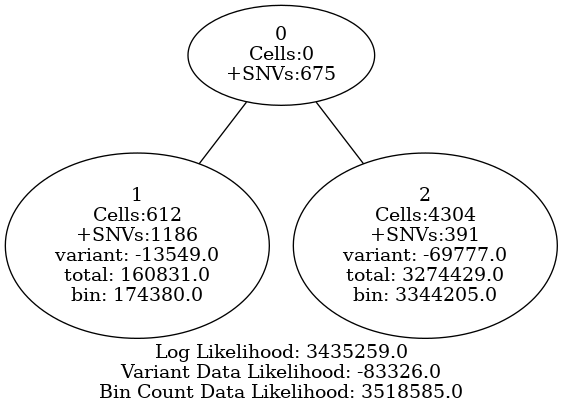 0
Cells:0
+SNVs:675
1
Cells:612
+SNVs:1186
variant: -13549.0
total: 160831.0
bin: 174380.0
2
Cells:4304
+SNVs:391
variant: -69777.0
total: 3274429.0
bin: 3344205.0
Log Likelihood: 3435259.0
Variant Data Likelihood: -83326.0
Bin Count Data Likelihood: 3518585.0